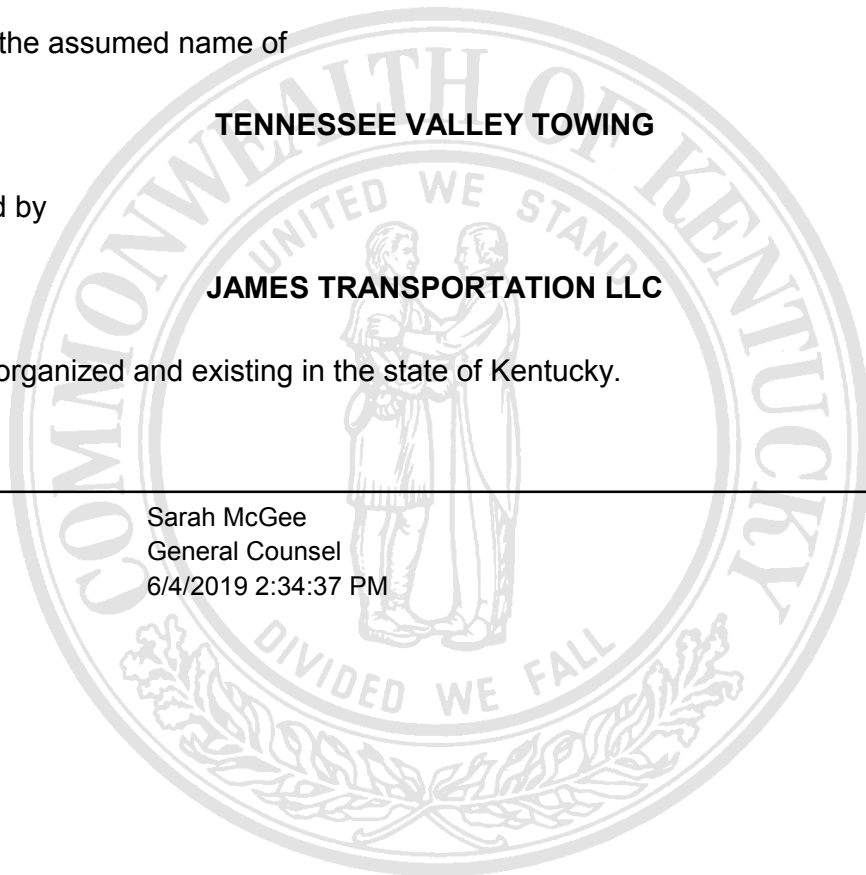 the assumed name of
TENNESSEE VALLEY TOWING
d by
JAMES TRANSPORTATION LLC
organized and existing in the state of Kentucky.
Sarah McGee
General Counsel
6/4/2019 2:34:37 PM
COMMONWEALTH OF KENTUCKY
UNITED WE STAND
DIVIDED WE FALL